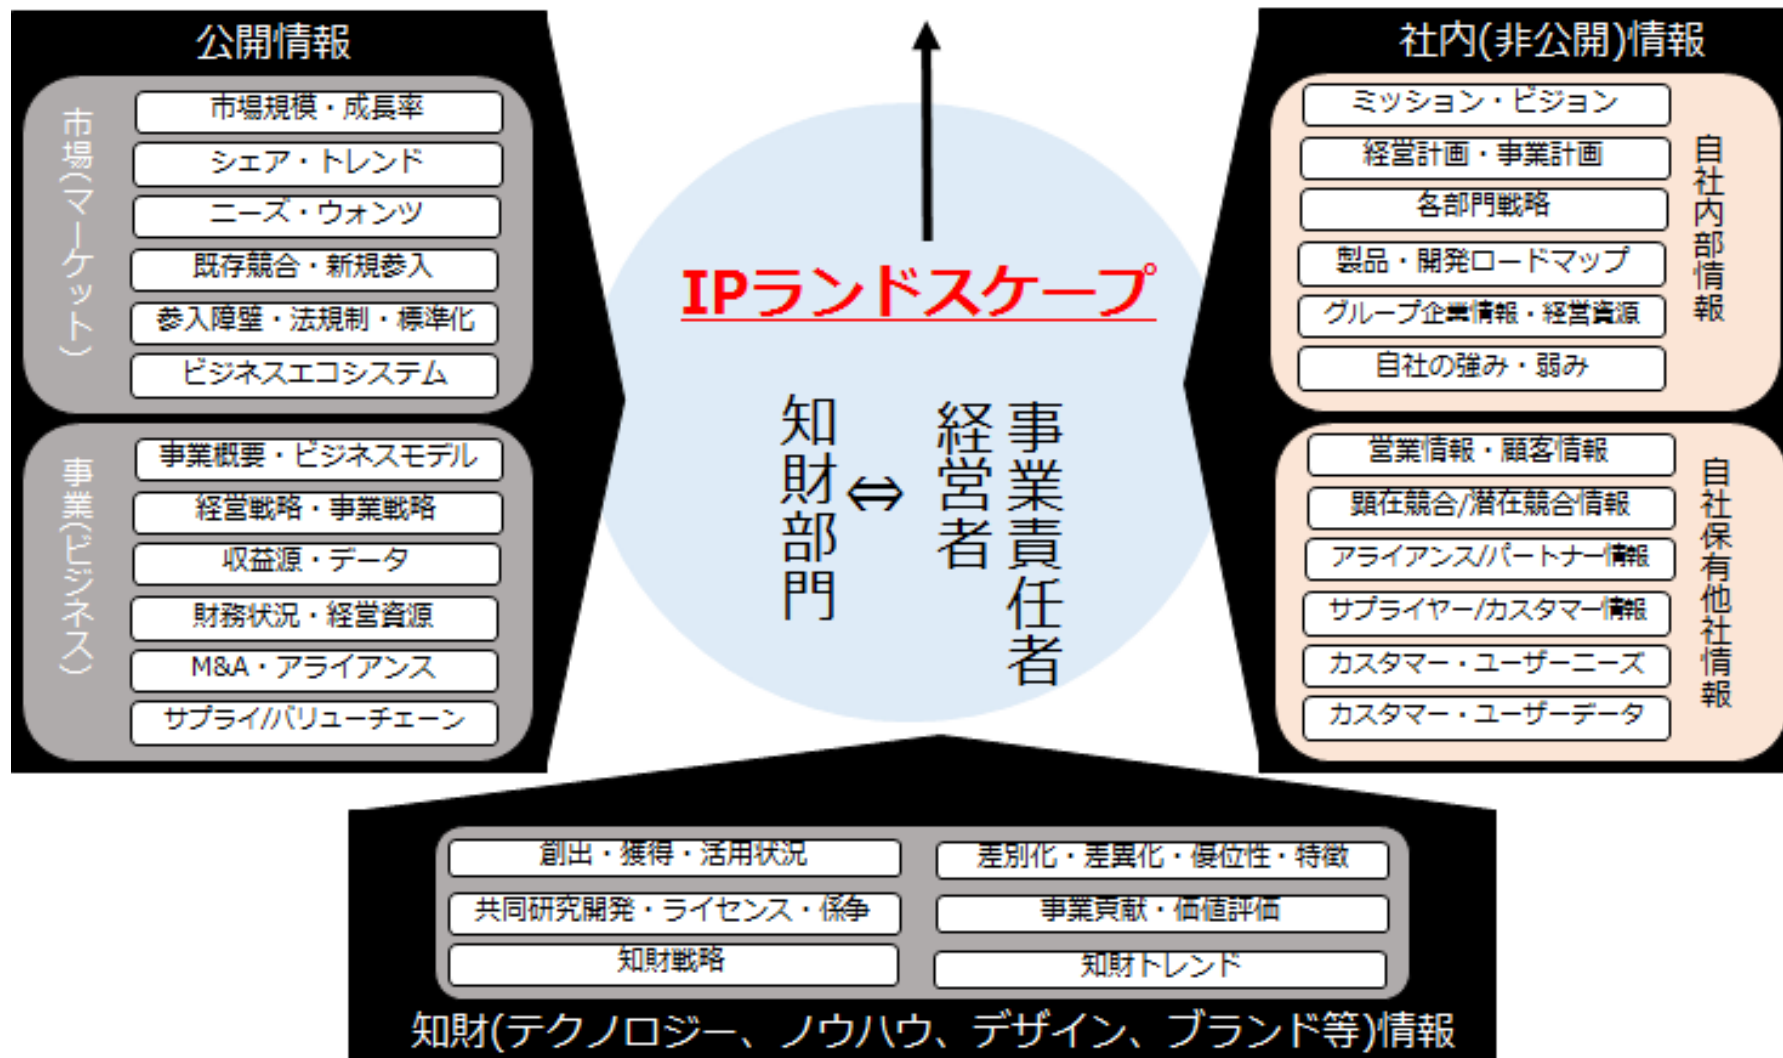 公開情報
市場(マーケット)
市場規模・成長率
シェア・トレンド
ニーズ・ウォンツ
既存競合・新規参入
参入障壁・法規制・標準化
ビジネスエコシステム
事業(ビジネス)
事業概要・ビジネスモデル
経営戦略・事業戦略
収益源・データ
財務状況・経営資源
M&A・アライアンス
サプライ/バリューチェーン
IPランドスケープ
知財部門
⇔
経営者
事業責任者
社内(非公開)情報
ミッション・ビジョン
経営計画・事業計画
各部門戦略
製品・開発ロードマップ
グループ企業情報・経営資源
自社の強み・弱み
自社内部情報
営業情報・顧客情報
顕在競合/潜在競合情報
アライアンス/パートナー情報
サプライヤー/カスタマー情報
カスタマー・ユーザーニーズ
カスタマー・ユーザーデータ
自社保有他社情報
創出・獲得・活用状況
差別化・差異化・優位性・特徴
共同研究開発・ライセンス・係争
事業貢献・価値評価
知財戦略
知財トレンド
知財(テクノロジー、ノウハウ、デザイン、ブランド等)情報